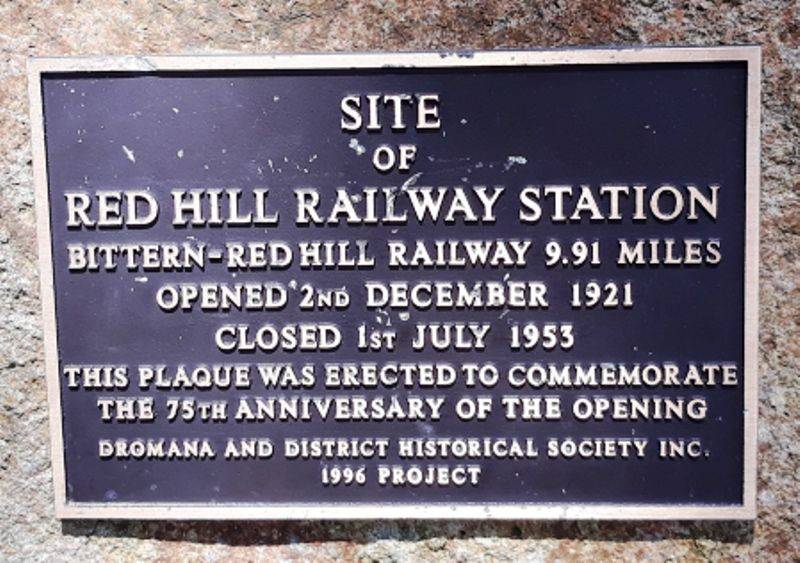 SITE
OF
RED HILL RAILWAY STATION
BITTERN-RED HILL RAILWAY 9.91 MILES
OPENED 2ND DECEMBER 1921
CLOSED 1ST JULY 1953
THIS PLAQUE WAS ERECTED TO COMMEMORATE
THE 75TH ANNIVERSARY OF THE OPENING
DROMANA AND DISTRICT HISTORICAL SOCIETY INC.
1996 PROJECT